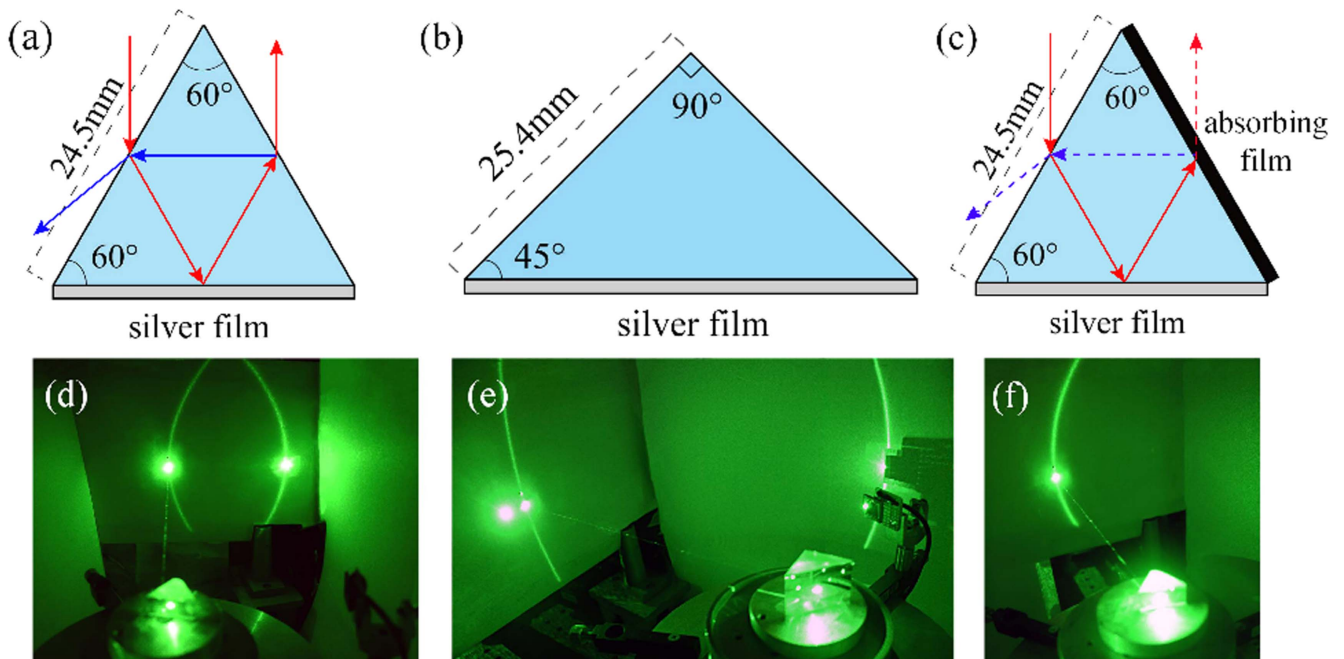 (a)
24.5mm
60°
60°
silver film
(b)
25.4mm
90°
45°
silver film
(c)
24.5mm
60°
60°
absorbing
film
silver film
(d)
(e)
(f)